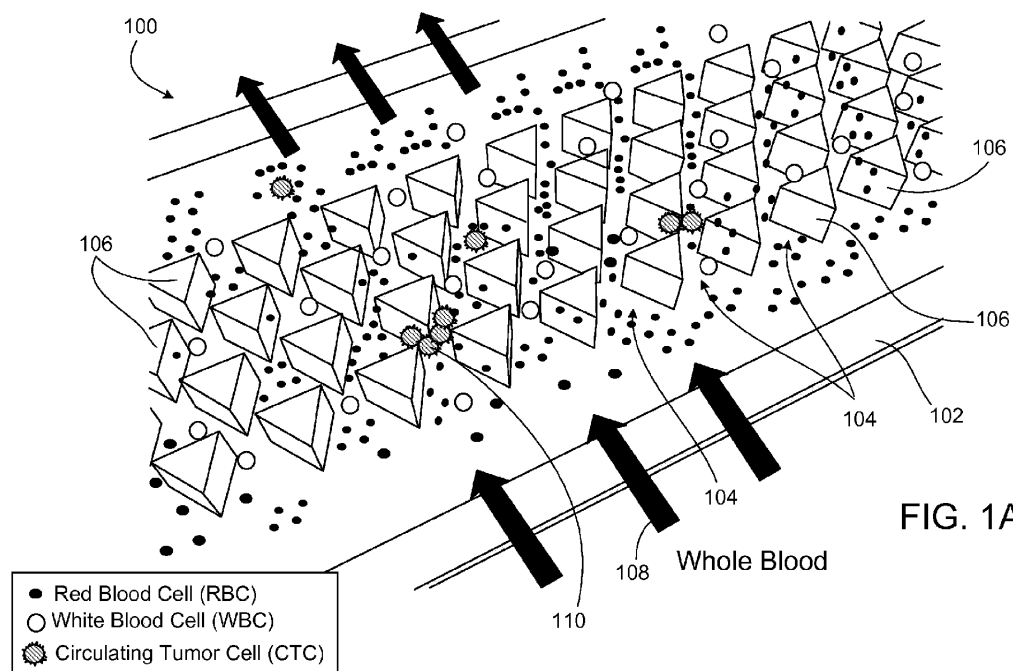 100
106
106
106
102
104
104
108
Whole Blood
110
FIG. 1A
Red Blood Cell (RBC)
White Blood Cell (WBC)
Circulating Tumor Cell (CTC)